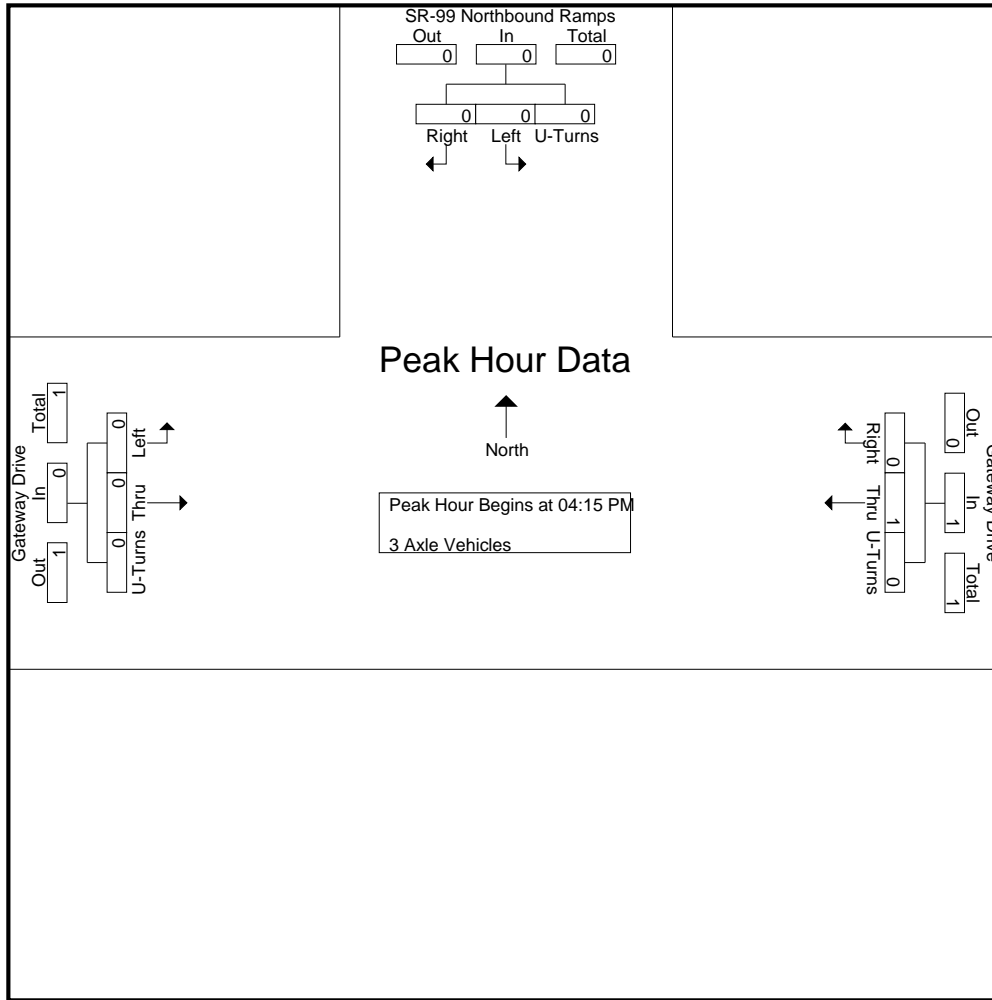 SR-99 Northbound Ramps
Out In Total
0 0 0
0 0 0
Right Left U-Turns
Peak Hour Data
North
Peak Hour Begins at 04:15 PM
3 Axle Vehicles
Gateway Drive
Out In Total
1 0 1
0 0 0
U-Turns Thru Left
Gateway Drive
Out In Total
0 1 1
0 1 0
Right Thru U-Turns